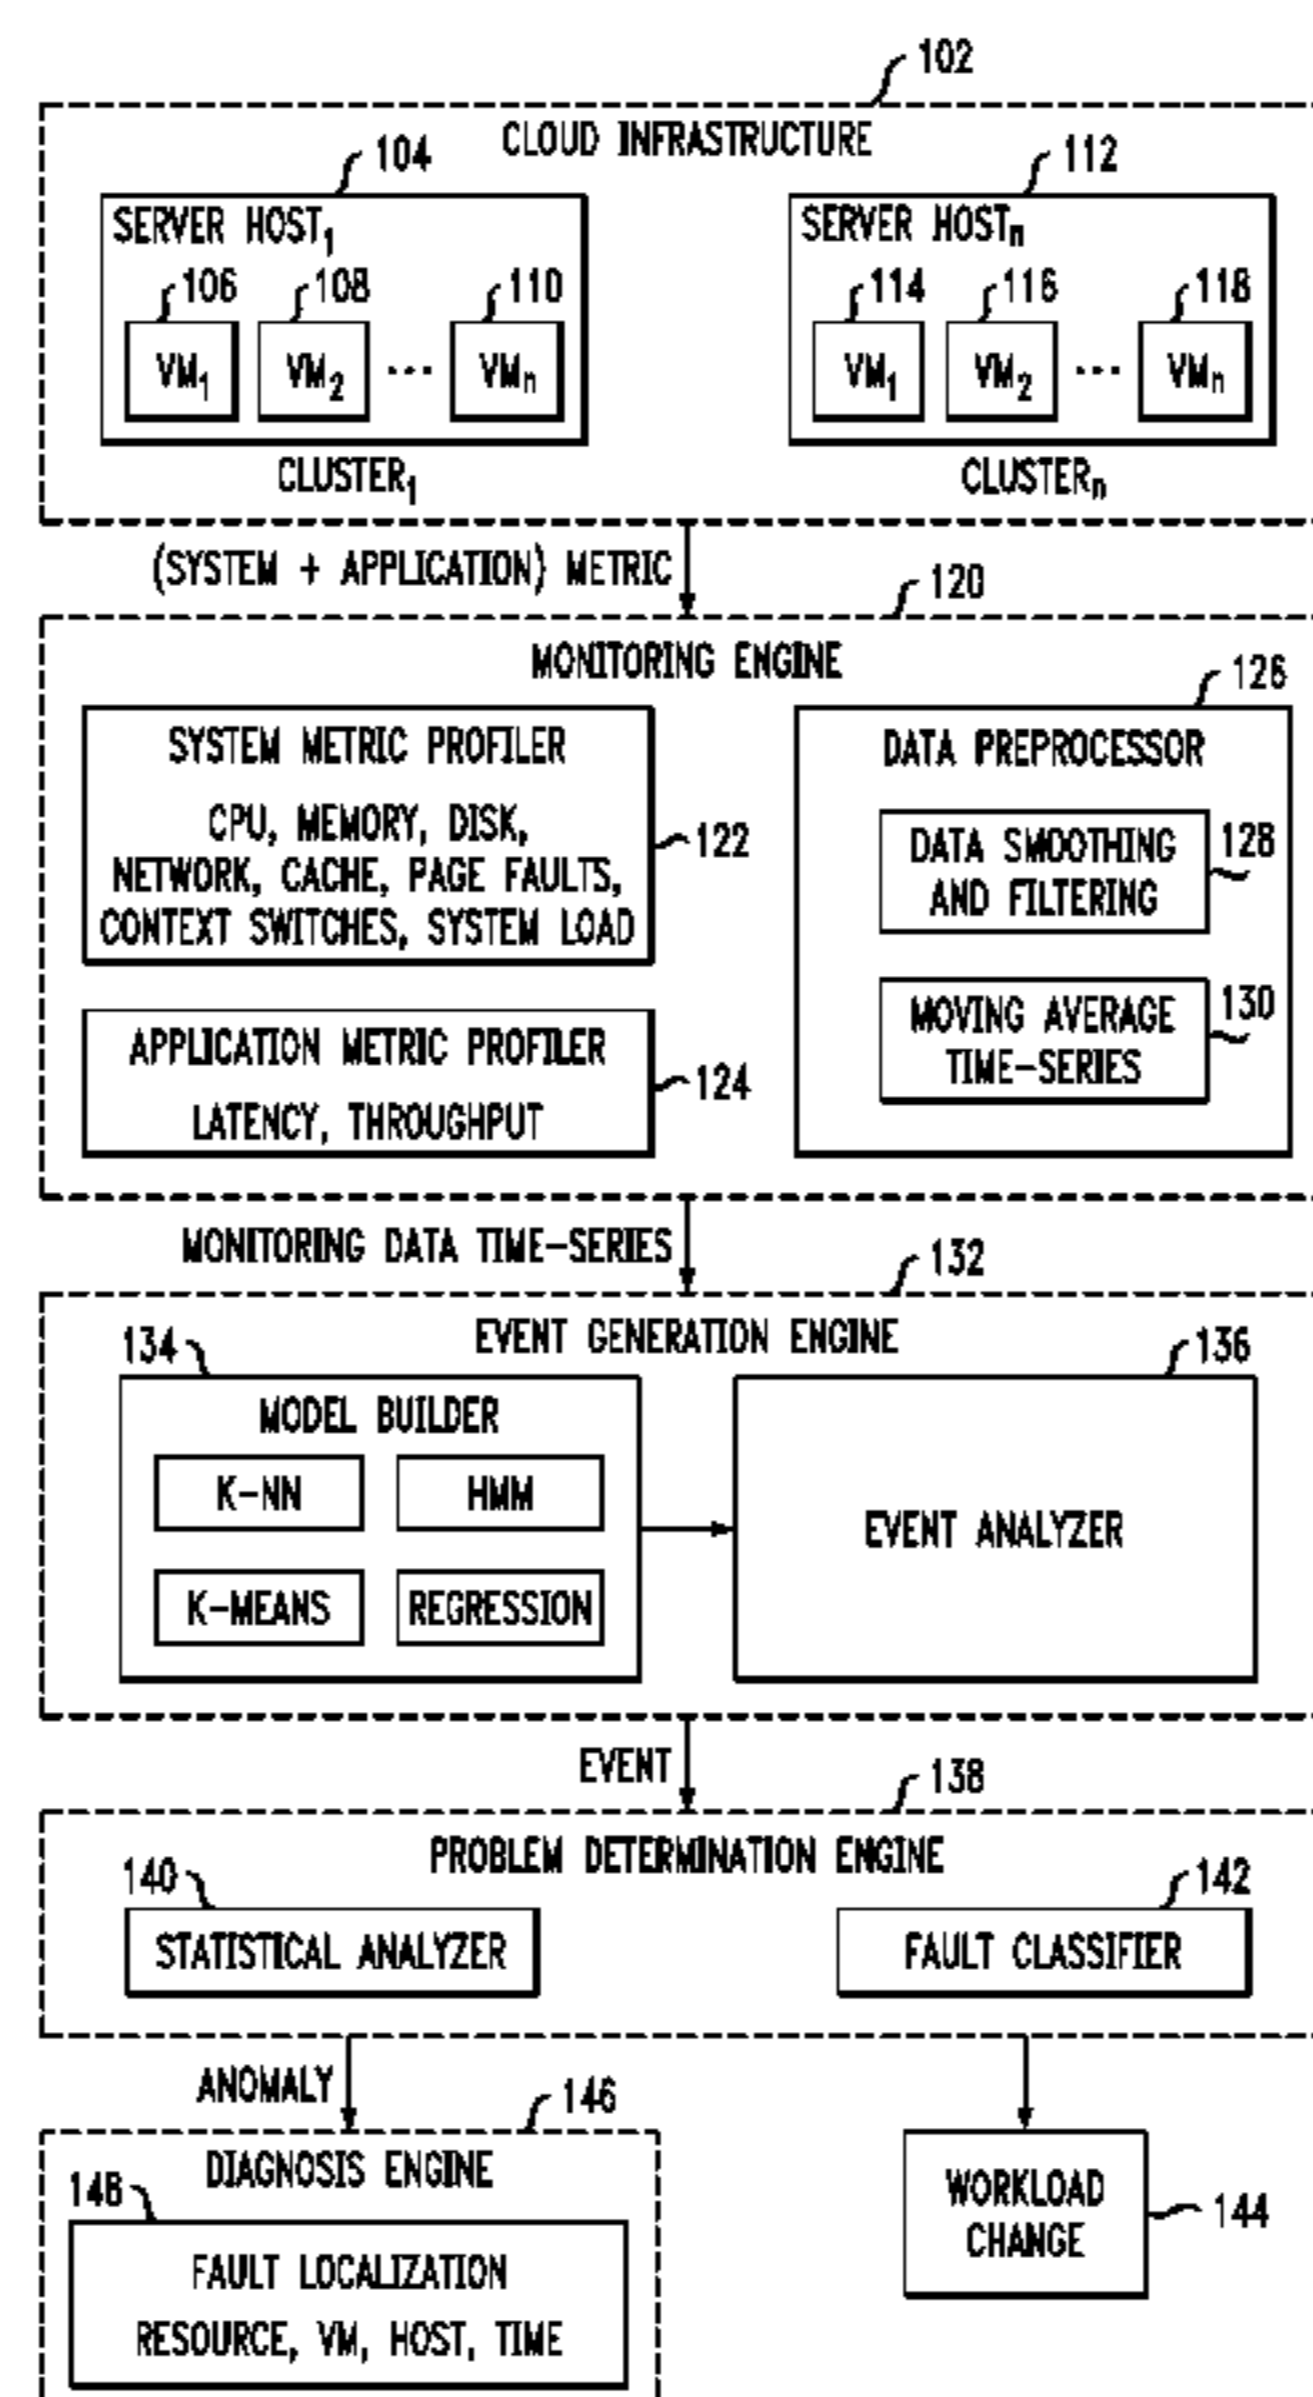 102
CLOUD INFRASTRUCTURE
104
112
SERVER HOST1
SERVER HOSTn
106 108 110
114 116 118
VM1 VM2 ... VMn
VM1 VM2 ... VMn
CLUSTER1
CLUSTERn
(SYSTEM + APPLICATION) METRIC
120
MONITORING ENGINE
126
SYSTEM METRIC PROFILER
CPU, MEMORY, DISK,
NETWORK, CACHE, PAGE FAULTS,
CONTEXT SWITCHES, SYSTEM LOAD
122
DATA PREPROCESSOR
DATA SMOOTHING
AND FILTERING
128
APPLICATION METRIC PROFILER
LATENCY, THROUGHPUT
124
MOVING AVERAGE
TIME-SERIES
130
MONITORING DATA TIME-SERIES
132
EVENT GENERATION ENGINE
134
136
MODEL BUILDER
K-NN
HMM
K-MEANS
REGRESSION
EVENT ANALYZER
EVENT
138
PROBLEM DETERMINATION ENGINE
140
142
STATISTICAL ANALYZER
FAULT CLASSIFIER
ANOMALY
146
DIAGNOSIS ENGINE
148
FAULT LOCALIZATION
RESOURCE, VM, HOST, TIME
WORKLOAD
CHANGE
144